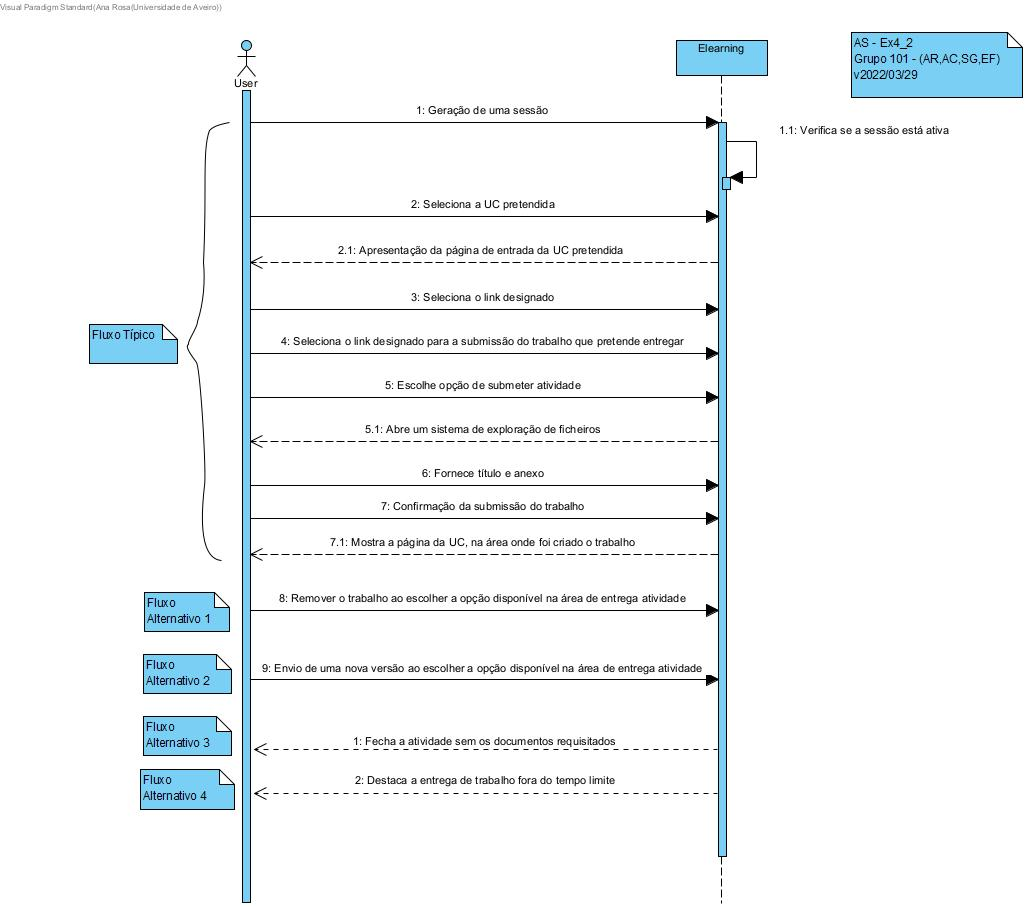 Visual Paradigm Standard(Ana Rosa(Universidade de Aveiro))
User
Elearning
AS - Ex4_2
Grupo 101 - (AR,AC,SG,EF)
v2022/03/29
1: Geração de uma sessão
1.1: Verifica se a sessão está ativa
2: Seleciona a UC pretendida
2.1: Apresentação da página de entrada da UC pretendida
3: Seleciona o link designado
Fluxo Típico
4: Seleciona o link designado para a submissão do trabalho que pretende entregar
5: Escolhe opção de submeter atividade
5.1: Abre um sistema de exploração de ficheiros
6: Fornece título e anexo
7: Confirmação da submissão do trabalho
7.1: Mostra a página da UC, na área onde foi criado o trabalho
Fluxo
Alternativo 1
8: Remover o trabalho ao escolher a opção disponível na área de entrega atividade
Fluxo
Alternativo 2
9: Envio de uma nova versão ao escolher a opção disponível na área de entrega atividade
Fluxo
Alternativo 3
1: Fecha a atividade sem os documentos requisitados
Fluxo
Alternativo 4
2: Destaca a entrega de trabalho fora do tempo limite